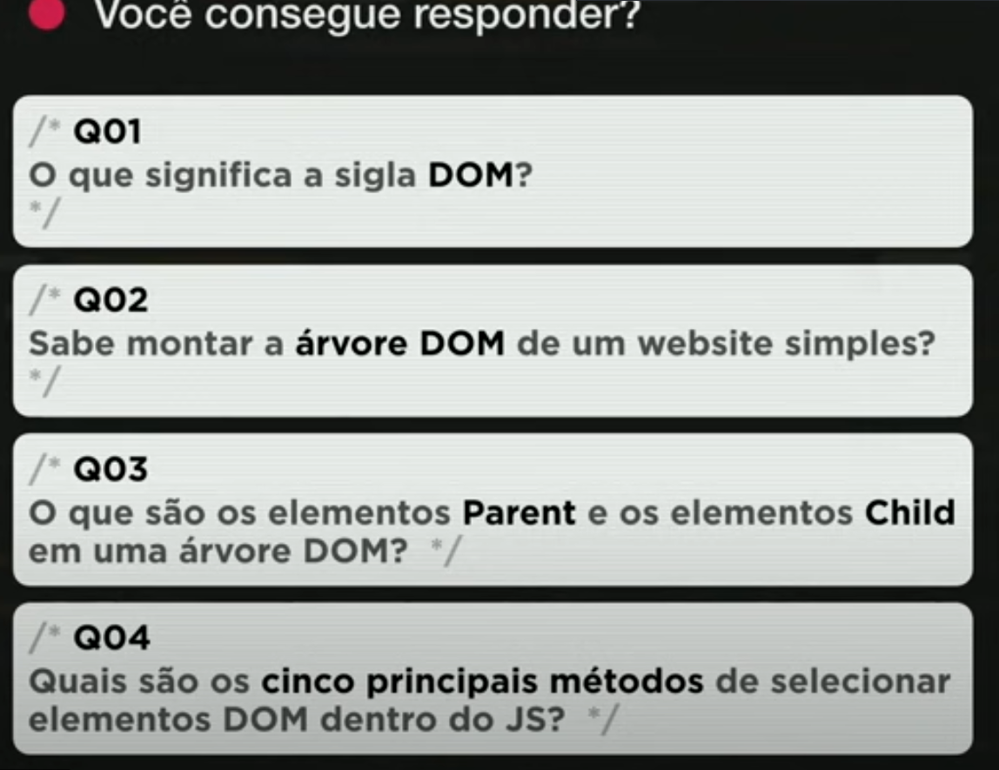 Você consegue responder?
/* Q01
O que significa a sigla DOM?
*/
/* Q02
Sabe montar a árvore DOM de um website simples?
*/
/* Q03
O que são os elementos Parent e os elementos Child
em uma árvore DOM? */
/* Q04
Quais são os cinco principais métodos de selecionar
elementos DOM dentro do JS? */